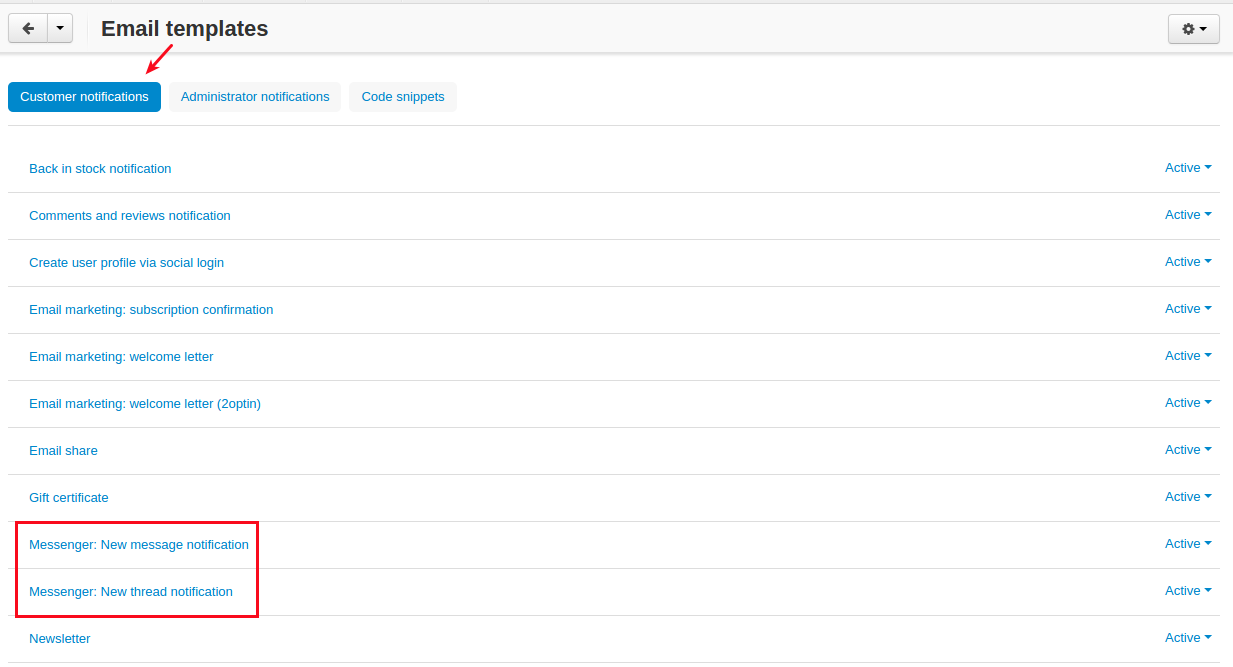 Email templates
Customer notifications Administrator notifications Code snippets
Back in stock notification Active
Comments and reviews notification Active
Create user profile via social login Active
Email marketing: subscription confirmation Active
Email marketing: welcome letter Active
Email marketing: welcome letter (2optin) Active
Email share Active
Gift certificate Active
Messenger: New message notification Active
Messenger: New thread notification Active
Newsletter Active